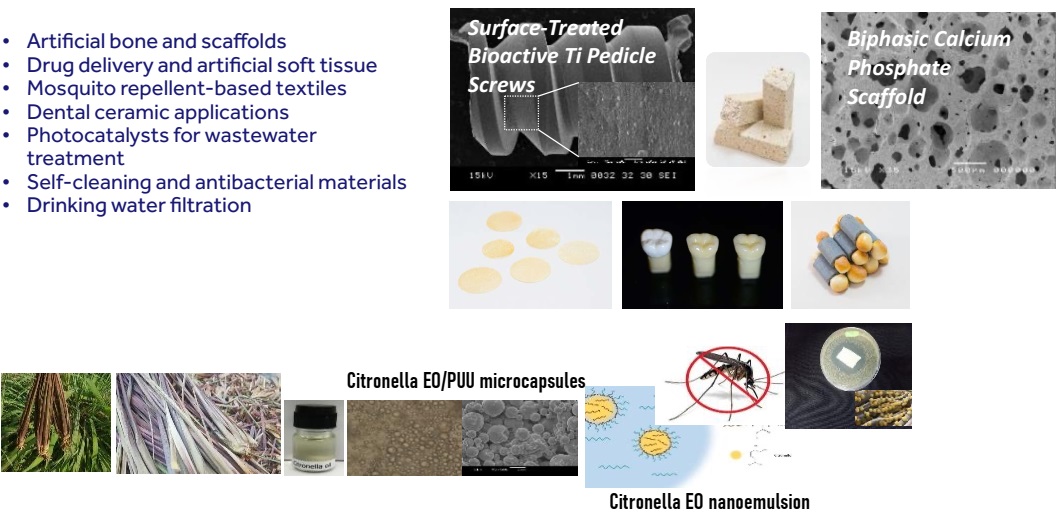 • Artificial bone and scaffolds
• Drug delivery and artificial soft tissue
• Mosquito repellent-based textiles
• Dental ceramic applications
• Photocatalysts for wastewater
treatment
• Self-cleaning and antibacterial materials
• Drinking water filtration
Surface-Treated
Bioactive Ti Pedicle
Screws
15kV X15 1mm 0032 32 30 SEI
Biphasic Calcium
Phosphate
Scaffold
Citronella EO/PUU microcapsules
Citronella oil
Citronella EO nanoemulsion